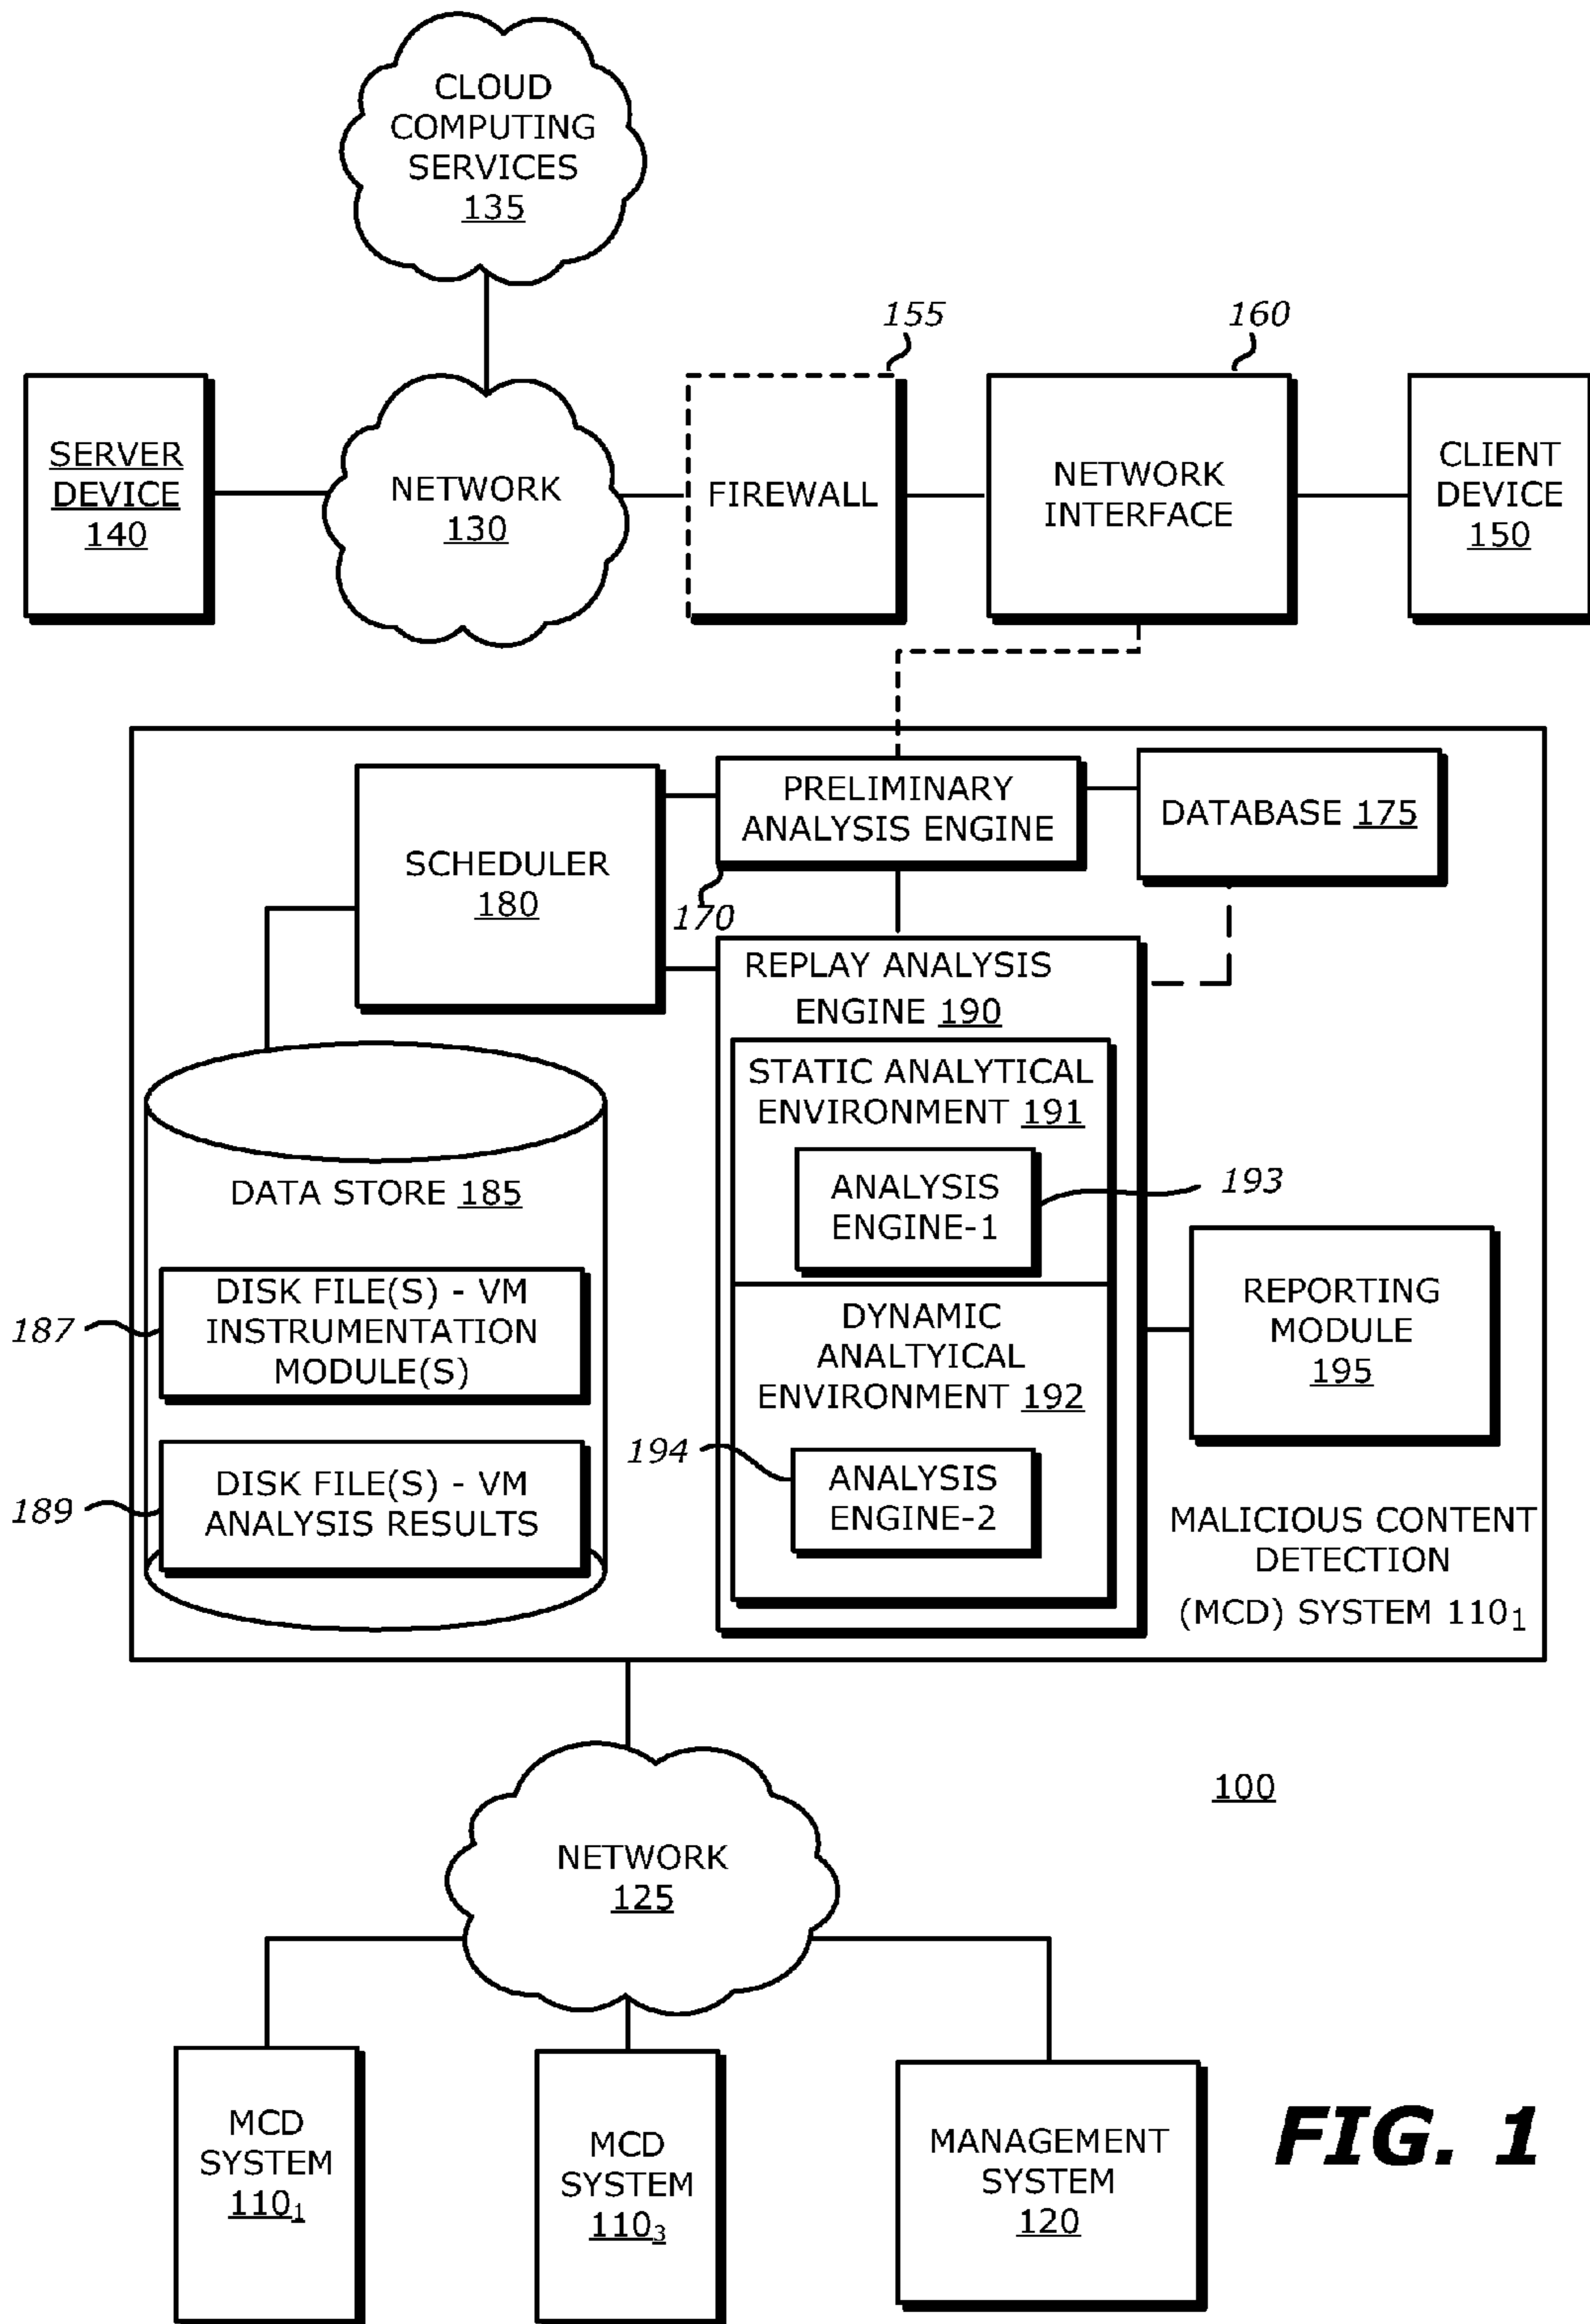 CLOUD
COMPUTING
SERVICES
135
155
160
SERVER
DEVICE
140
NETWORK
130
FIREWALL
NETWORK
INTERFACE
CLIENT
DEVICE
150
SCHEDULER
180
PRELIMINARY
ANALYSIS ENGINE
170
DATABASE 175
REPLAY ANALYSIS
ENGINE 190
STATIC ANALYTICAL
ENVIRONMENT 191
ANALYSIS
ENGINE-1
193
DATA STORE 185
187
DISK FILE(S) - VM
INSTRUMENTATION
MODULE(S)
DYNAMIC
ANALTYICAL
ENVIRONMENT 192
REPORTING
MODULE
195
189
DISK FILE(S) - VM
ANALYSIS RESULTS
194
ANALYSIS
ENGINE-2
MALICIOUS CONTENT
DETECTION
(MCD) SYSTEM 110₁
100
NETWORK
125
MCD
SYSTEM
110₁
MCD
SYSTEM
110₃
MANAGEMENT
SYSTEM
120
FIG. 1